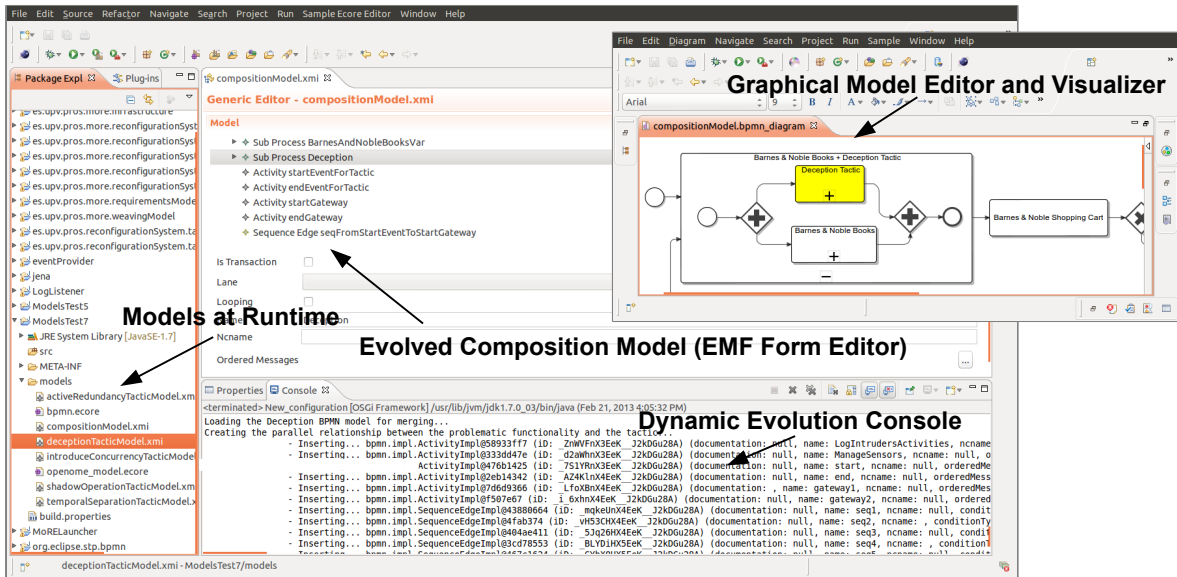 File Edit Source Refactor Navigate Search Project Run Sample Ecore Editor Window Help
Package Expl
Plug-ins
es.upv.pros.more.infrastructure
es.upv.pros.more.reconfigurationSyst
es.upv.pros.more.reconfigurationSyst
es.upv.pros.more.reconfigurationSyst
es.upv.pros.more.reconfigurationSyst
es.upv.pros.more.reconfigurationSyst
es.upv.pros.more.requirementsMode
es.upv.pros.more.weavingModel
es.upv.pros.reconfigurationSystem.ta
es.upv.pros.reconfigurationSystem.ta
eventProvider
jena
LogListener
ModelsTest5
ModelsTest7
JRE System Library [JavaSE-1.7]
src
META-INF
models
activeRedundancyTacticModel.xm
bpmn.ecore
compositionModel.xmi
deceptionTacticModel.xmi
introduceConcurrencyTacticModel
openome_model.ecore
shadowOperationTacticModel.xm
temporalSeparationTacticModel.x
build.properties
MoRELauncher
org.eclipse.stp.bpmn
Models at Runtime
compositionModel.xmi
Generic Editor - compositionModel.xmi
Model
Sub Process BarnesAndNobleBooksVar
Sub Process Deception
Activity startEventForTactic
Activity endEventForTactic
Activity startGateway
Activity endGateway
Sequence Edge seqFromStartEventToStartGateway
Is Transaction
Lane
Looping
Name
Deception
Ncname
Ordered Messages
...
Evolved Composition Model (EMF Form Editor)
File Edit Diagram Navigate Search Project Run Sample Window Help
Graphical Model Editor and Visualizer
Arial
9
B I A
compositionModel.bpmn_diagram
Barnes & Noble Books + Deception Tactic
Deception Tactic
Barnes & Noble Books
Barnes & Noble Shopping Cart
Properties
Console
<terminated> New_configuration [OSGi Framework] /usr/lib/jvm/jdk1.7.0_03/bin/java (Feb 21, 2013 4:05:32 PM)
Dynamic Evolution Console
Loading the Deception BPMN model for merging...
Creating the parallel relationship between the problematic functionality and the tactic...
- Inserting... bpmn.impl.ActivityImpl@58933ff7 (iD: _ZnWVFnX3EeK__J2kDGu28A) (documentation: null, name: LogIntrudersActivities, ncname
- Inserting... bpmn.impl.ActivityImpl@333dd47e (iD: _d2aWhnX3EeK__J2kDGu28A) (documentation: null, name: ManageSensors, ncname: null, o
ActivityImpl@476b1425 (iD: _7S1YRnX3EeK__J2kDGu28A) (documentation: null, name: start, ncname: null, orderedMe
- Inserting... bpmn.impl.ActivityImpl@2eb14342 (iD: _AZ4KlnX4EeK__J2kDGu28A) (documentation: null, name: end, ncname: null, orderedMess
- Inserting... bpmn.impl.ActivityImpl@7d6d9366 (iD: _LfoXBnX4EeK__J2kDGu28A) (documentation: , name: gateway1, ncname: null, orderedMes
- Inserting... bpmn.impl.ActivityImpl@f507e67 (iD: _i_6xhnX4EeK__J2kDGu28A) (documentation: null, name: gateway2, ncname: null, ordered
- Inserting... bpmn.impl.SequenceEdgeImpl@43880664 (iD: _mqkeUnX4EeK__J2kDGu28A) (documentation: null, name: seq1, ncname: null, condit
- Inserting... bpmn.impl.SequenceEdgeImpl@4fab374 (iD: _vH53CHX4EeK__J2kDGu28A) (documentation: null, name: seq2, ncname: , conditionTy
- Inserting... bpmn.impl.SequenceEdgeImpl@404ae411 (iD: _5Jq26HX4EeK__J2kDGu28A) (documentation: null, name: seq3, ncname: null, condit
- Inserting... bpmn.impl.SequenceEdgeImpl@3cd78553 (iD: _BLYDiHX5EeK__J2kDGu28A) (documentation: null, name: seq4, ncname: , conditionT
deceptionTacticModel.xmi - ModelsTest7/models